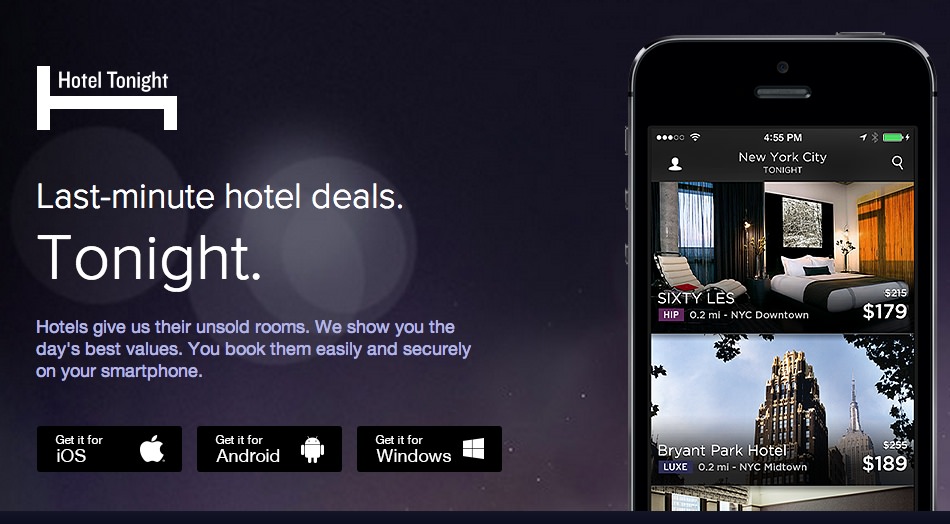 Hotel Tonight
Last-minute hotel deals.
Tonight.
Hotels give us their unsold rooms. We show you the
day's best values. You book them easily and securely
on your smartphone.
Get it for
iOS
Get it for
Android
Get it for
Windows
4:55 PM
New York City
TONIGHT
SIXTY LES
$215
HIP 0.2 mi - NYC Downtown
$179
Bryant Park Hotel
$255
LUXE 0.2 mi - NYC Midtown
$189